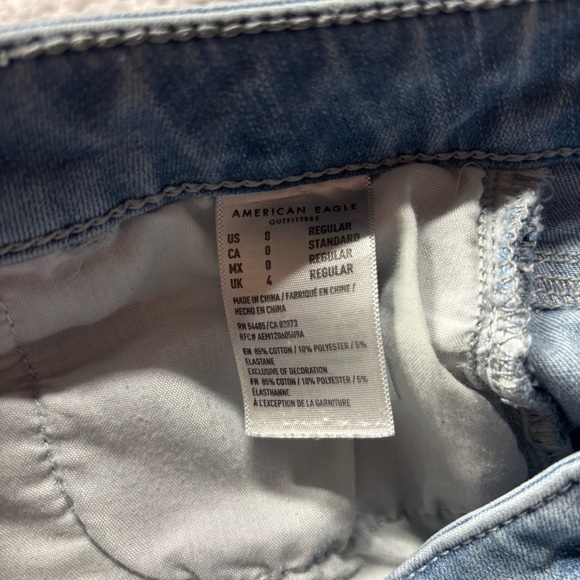 AMERICAN EAGLE
OUTFITTERS
US 0 REGULAR
CA 0 STANDARD
MX 0 REGULAR
UK 4 REGULAR
MADE IN CHINA / FABRIQUÉ EN CHINE /
HECHO EN CHINA
RN 54485/CA 02873
RFC# AEM120605U9A
EN 85% COTTON / 10% POLYESTER / 5%
ELASTANE
EXCLUSIVE OF DECORATION
FR 85% COTON / 10% POLYESTER / 5%
ÉLASTHANNE
À L'EXCEPTION DE LA GARNITURE